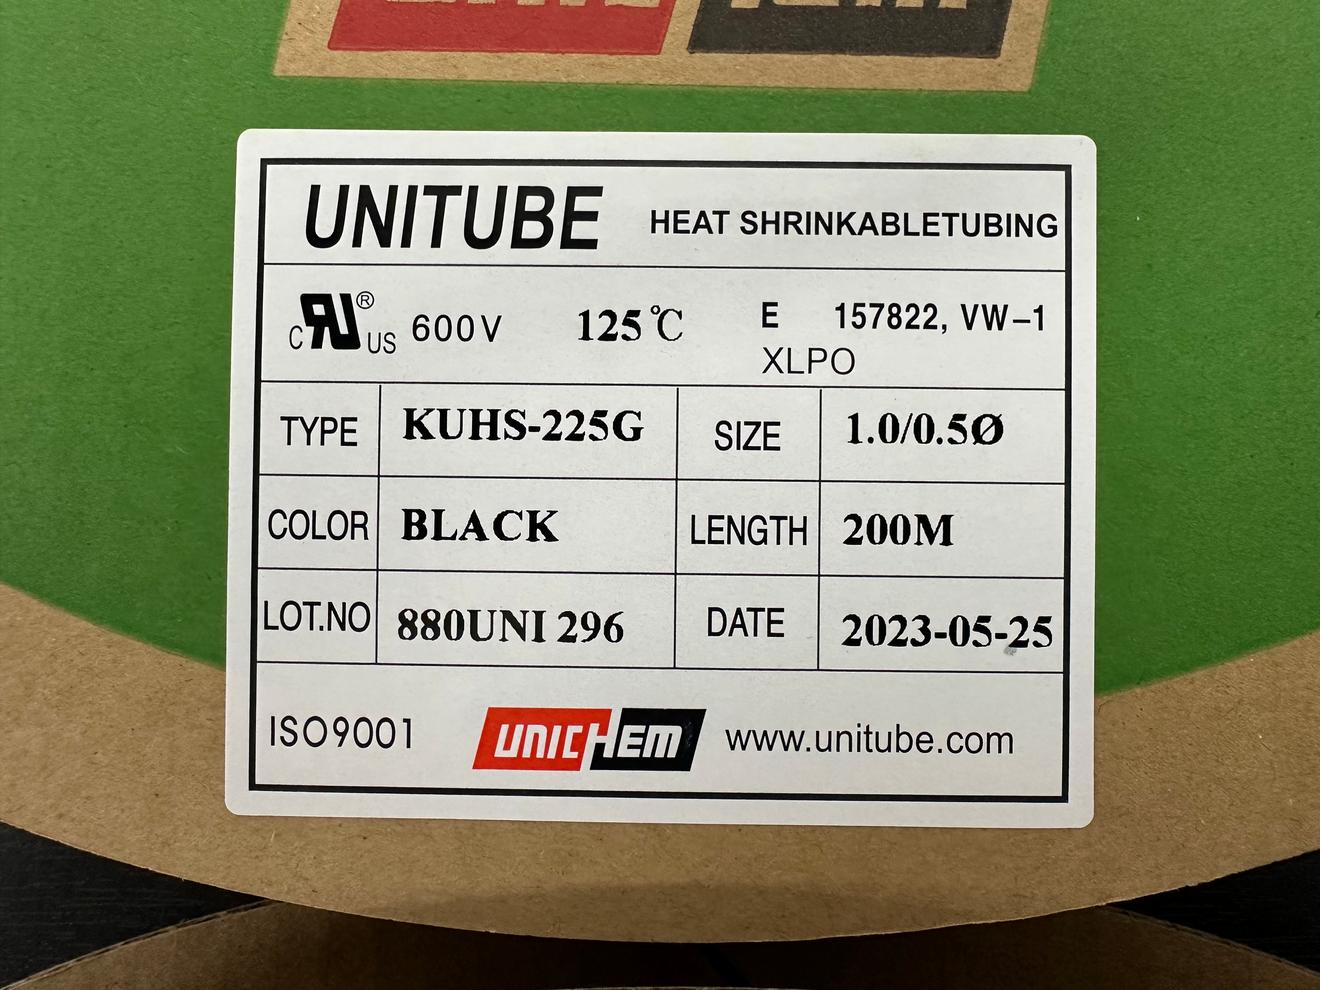 UNITUBE HEAT SHRINKABLETUBING
c RU® US 600V 125℃ E 157822, VW-1
XLPO
TYPE KUHS-225G SIZE 1.0/0.5Ø
COLOR BLACK LENGTH 200M
LOT.NO 880UNI 296 DATE 2023-05-25
ISO9001 UNICHEM www.unitube.com